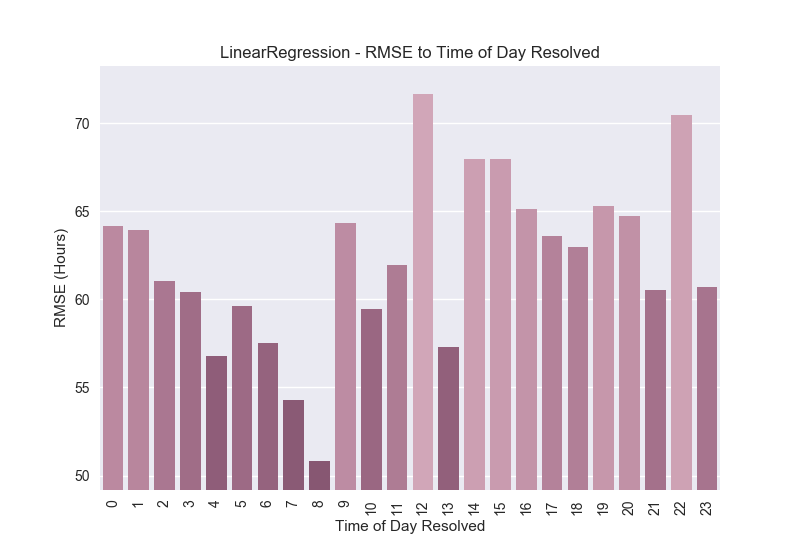 LinearRegression - RMSE to Time of Day Resolved
RMSE (Hours)
70
65
60
55
50
0 1 2 3 4 5 6 7 8 9 10 11 12 13 14 15 16 17 18 19 20 21 22 23
Time of Day Resolved